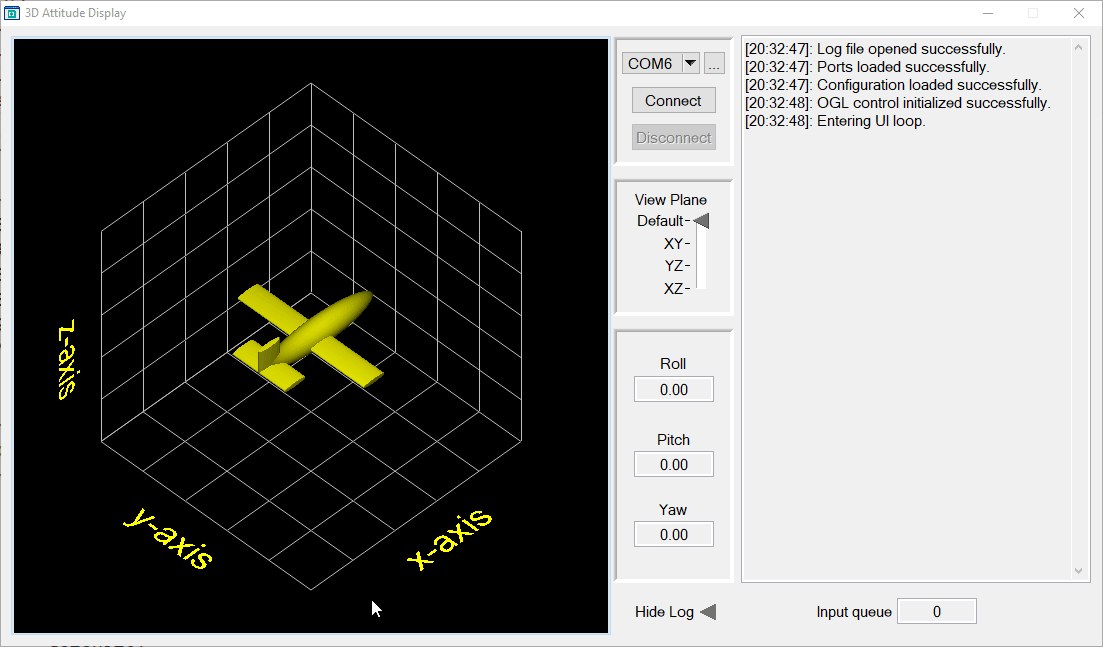 3D Attitude Display
COM6
...
Connect
Disconnect
View Plane
Default
XY
YZ
XZ
Roll
0.00
Pitch
0.00
Yaw
0.00
Hide Log
z-axis
y-axis
x-axis
[20:32:47]: Log file opened successfully.
[20:32:47]: Ports loaded successfully.
[20:32:47]: Configuration loaded successfully.
[20:32:48]: OGL control initialized successfully.
[20:32:48]: Entering UI loop.
Input queue
0